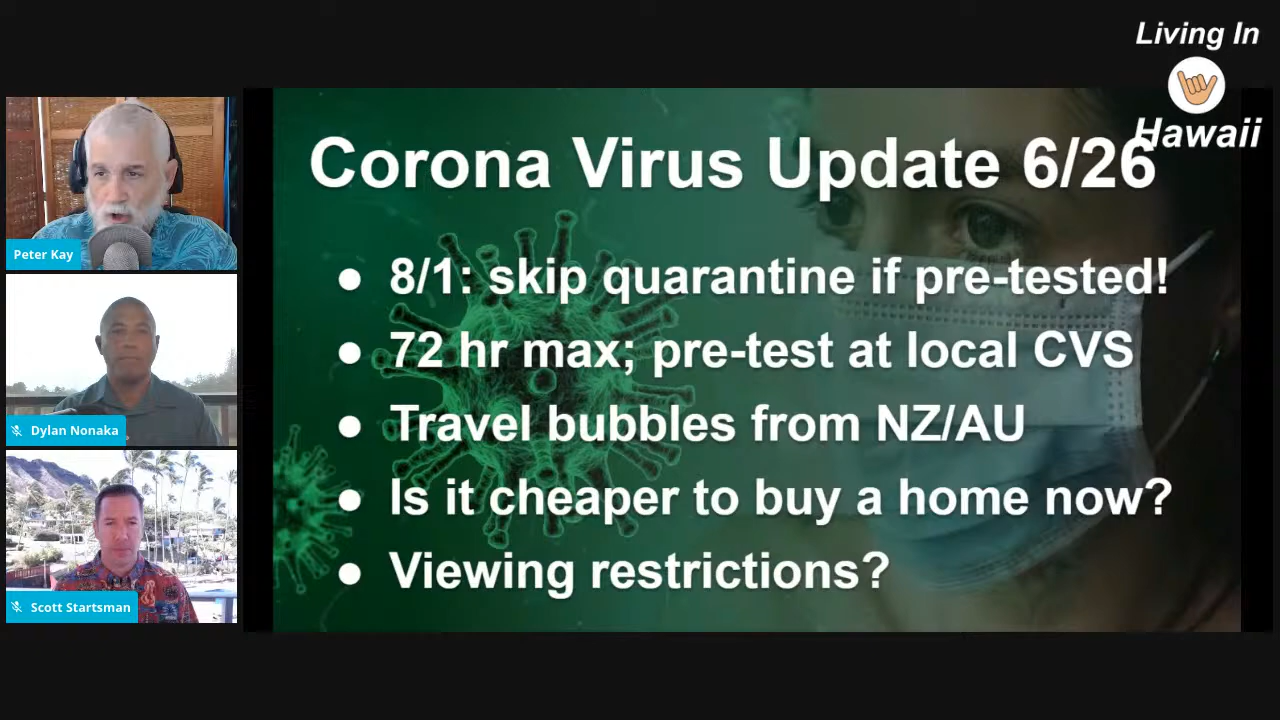 Living In
Hawaii
Corona Virus Update 6/26
● 8/1: skip quarantine if pre-tested!
● 72 hr max; pre-test at local CVS
● Travel bubbles from NZ/AU
● Is it cheaper to buy a home now?
● Viewing restrictions?
Peter Kay
Dylan Nonaka
Scott Startsman